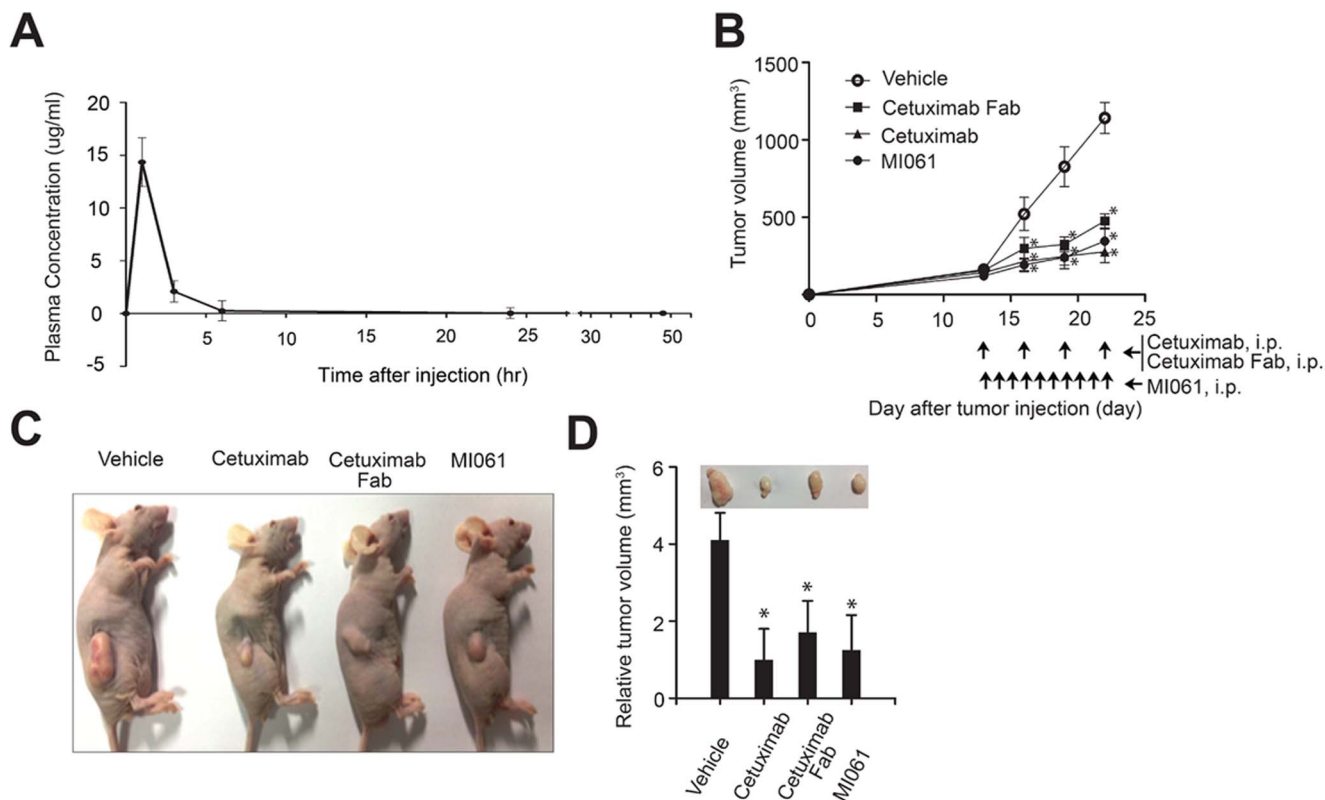 A
Plasma Concentration (ug/ml)
20
15
10
5
0
-5
5
10
15
20
25
30
40
50
Time after injection (hr)
B
Tumor volume (mm³)
1500
1000
500
Vehicle
Cetuximab Fab
Cetuximab
MI061
*
*
*
*
*
*
*
*
*
0
5
10
15
20
25
Cetuximab, i.p.
Cetuximab Fab, i.p.
MI061, i.p.
Day after tumor injection (day)
C
Vehicle
Cetuximab
Cetuximab
Fab
MI061
D
Relative tumor volume (mm³)
6
4
2
0
*
*
*
Vehicle
Cetuximab
Cetuximab
Fab
MI061